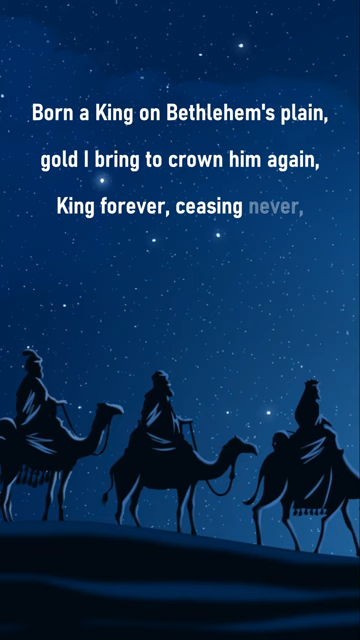 Born a King on Bethlehem's plain,
gold I bring to crown him again,
King forever, ceasing never,